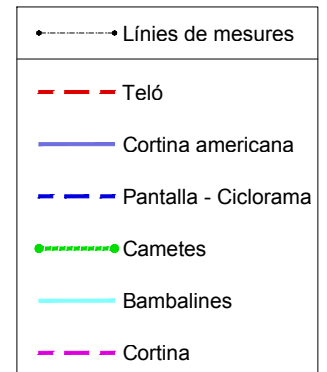 Línies de mesures
Teló
Cortina americana
Pantalla - Ciclorama
Cametes
Bambalines
Cortina